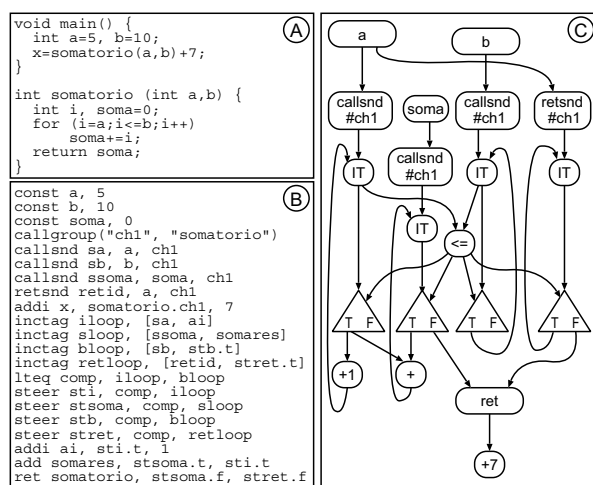 void main() {
int a=5, b=10;
x=somatorio(a,b)+7;
}
int somatorio (int a,b) {
int i, soma=0;
for (i=a;i<=b;i++)
soma+=i;
return soma;
}
A
const a, 5
const b, 10
const soma, 0
callgroup("ch1", "somatorio")
callsnd sa, a, ch1
callsnd sb, b, ch1
callsnd ssoma, soma, ch1
retsnd retid, a, ch1
addi x, somatorio.ch1, 7
inctag iloop, [sa, ai]
inctag sloop, [ssoma, somares]
inctag bloop, [sb, stb.t]
inctag retloop, [retid, stret.t]
lteq comp, iloop, bloop
steer sti, comp, iloop
steer stsoma, comp, sloop
steer stb, comp, bloop
steer stret, comp, retloop
addi ai, sti.t, 1
add somares, stsoma.t, sti.t
ret somatorio, stsoma.f, stret.f
B
C
a
b
callsnd
#ch1
soma
callsnd
#ch1
retsnd
#ch1
callsnd
#ch1
IT
IT
IT
IT
<=
T F
T F
T F
T F
+1
+
ret
+7